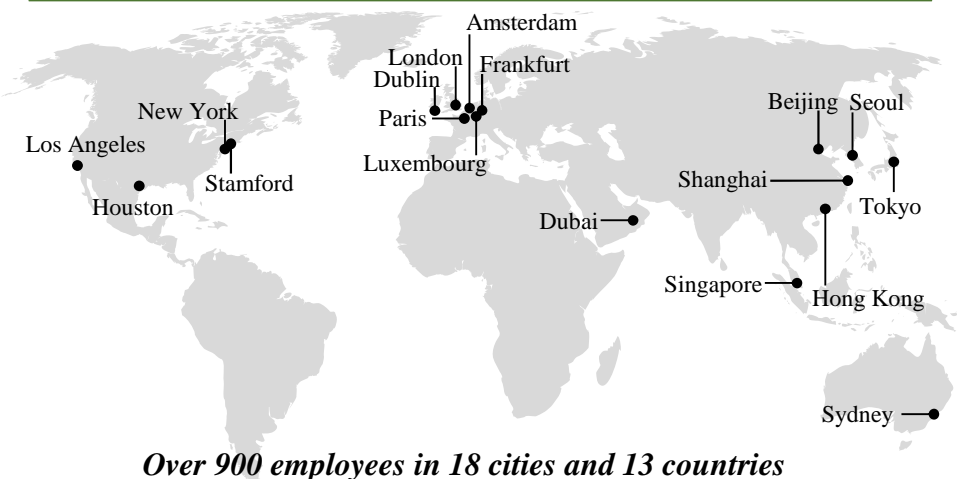 Amsterdam
London
Frankfurt
Dublin
Beijing
Seoul
New York
Paris
Los Angeles
Luxembourg
Stamford
Shanghai
Houston
Tokyo
Dubai
Singapore
Hong Kong
Sydney
Over 900 employees in 18 cities and 13 countries